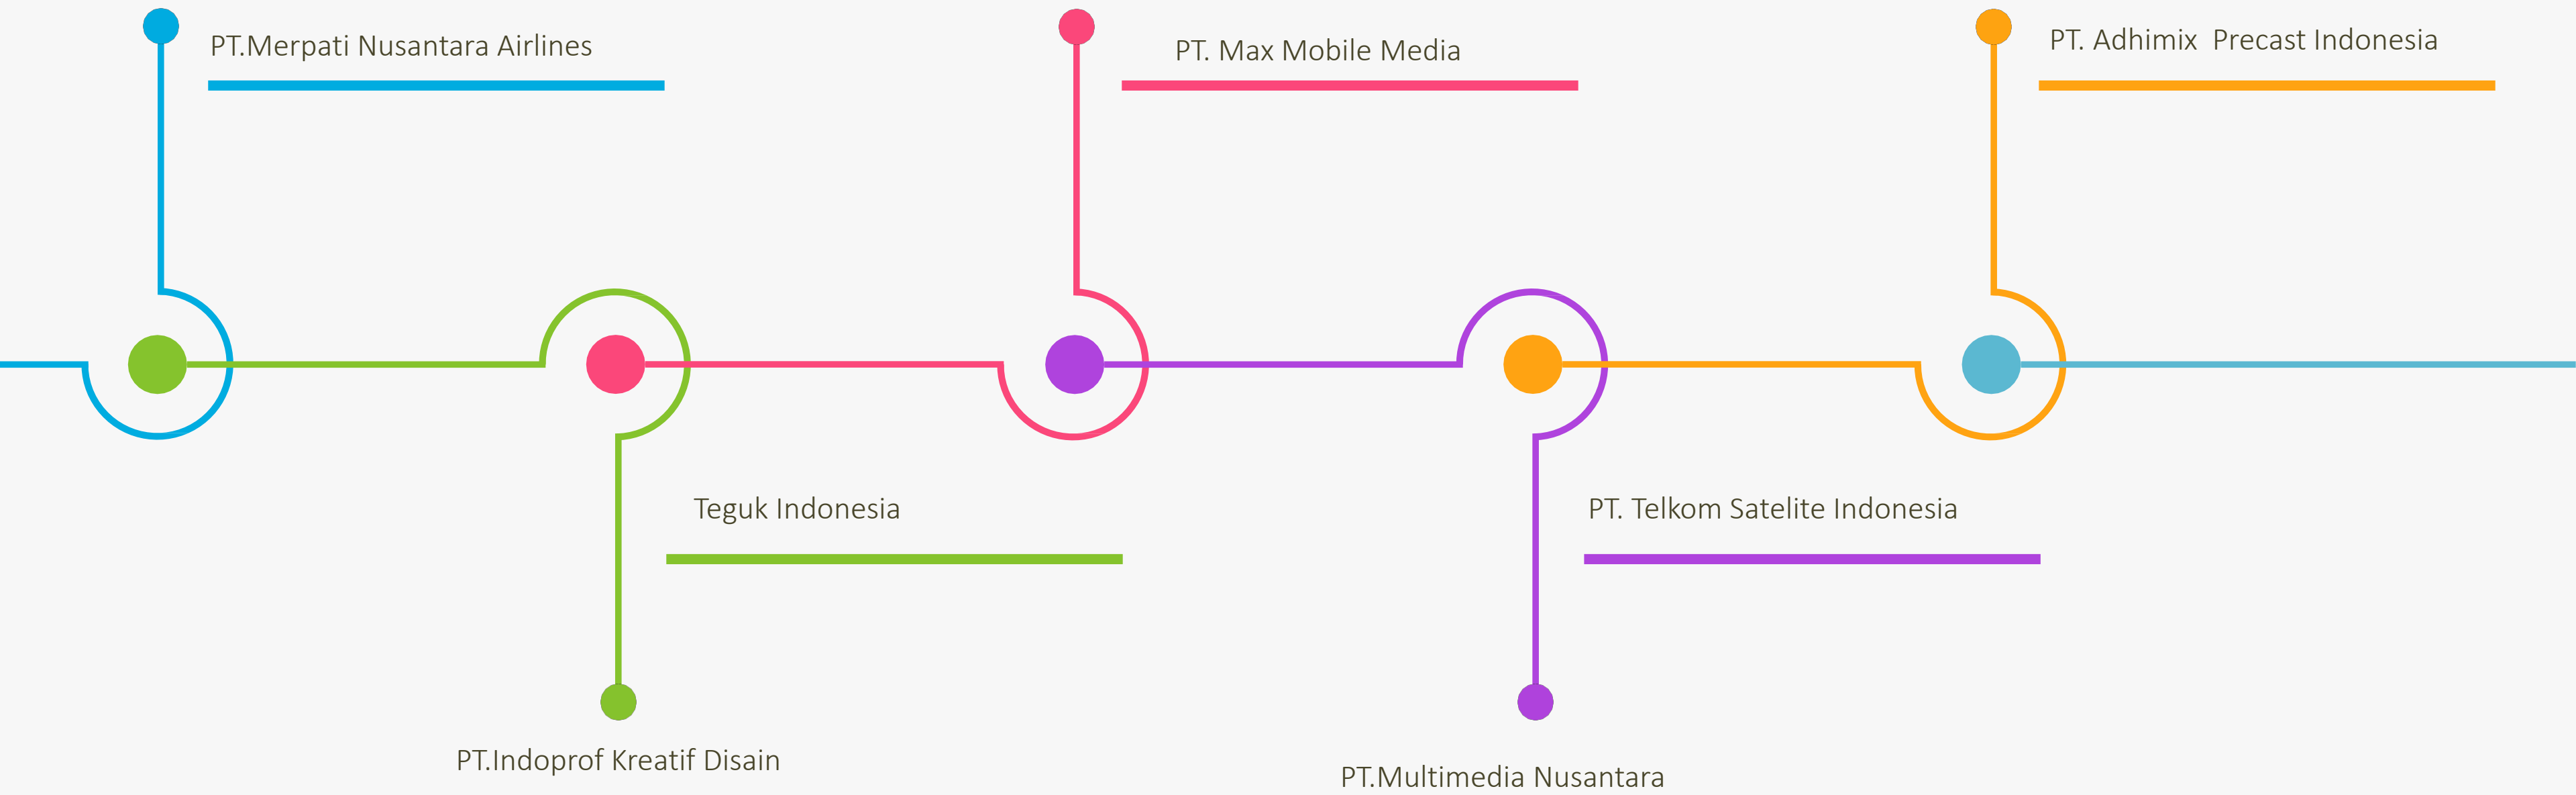 PT.Merpati Nusantara Airlines
PT. Max Mobile Media
PT. Adhimix  Precast Indonesia
Teguk Indonesia
PT. Telkom Satelite Indonesia
PT.Indoprof Kreatif Disain
PT.Multimedia Nusantara